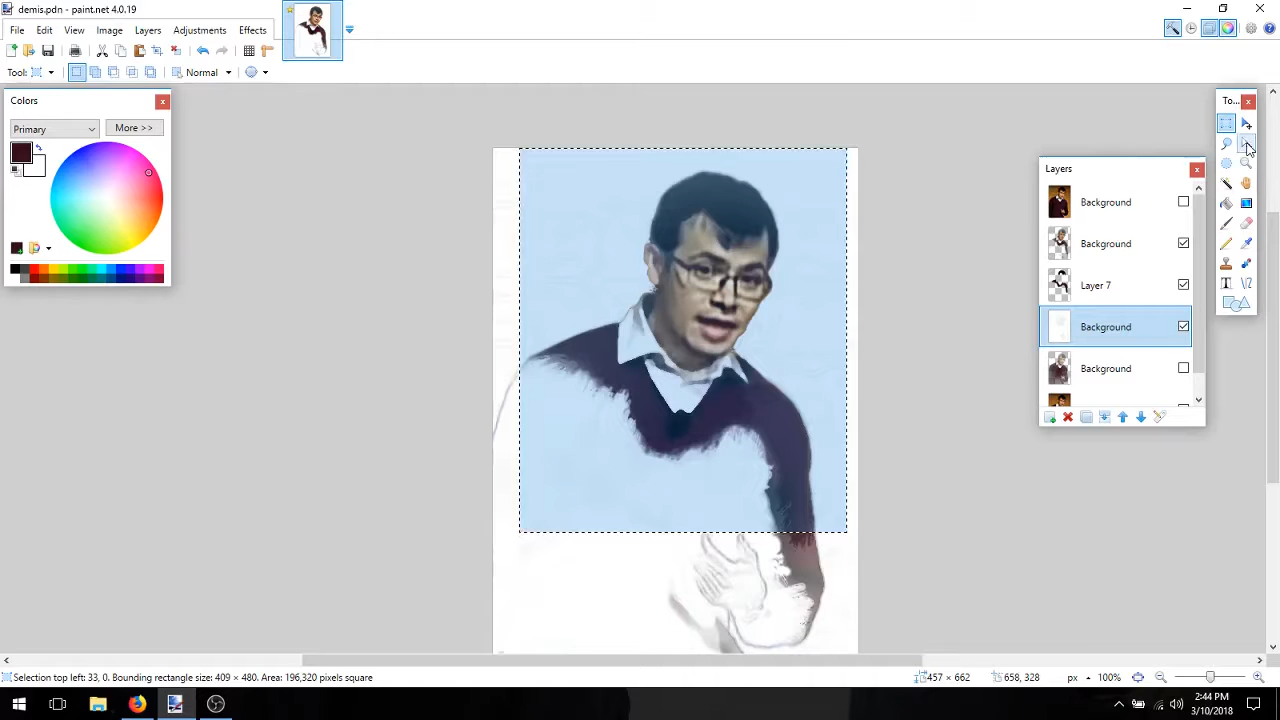 demis.pdn - paint.net 4.0.19
File Edit View Image Layers Adjustments Effects
Tool: Normal
Colors
Primary More >>
To...
Layers
Background
Background
Layer 7
Background
Background
Selection top left: 33, 0. Bounding rectangle size: 409 × 480. Area: 196,320 pixels square 457 × 662 658, 328 px 100%
2:44 PM
3/10/2018